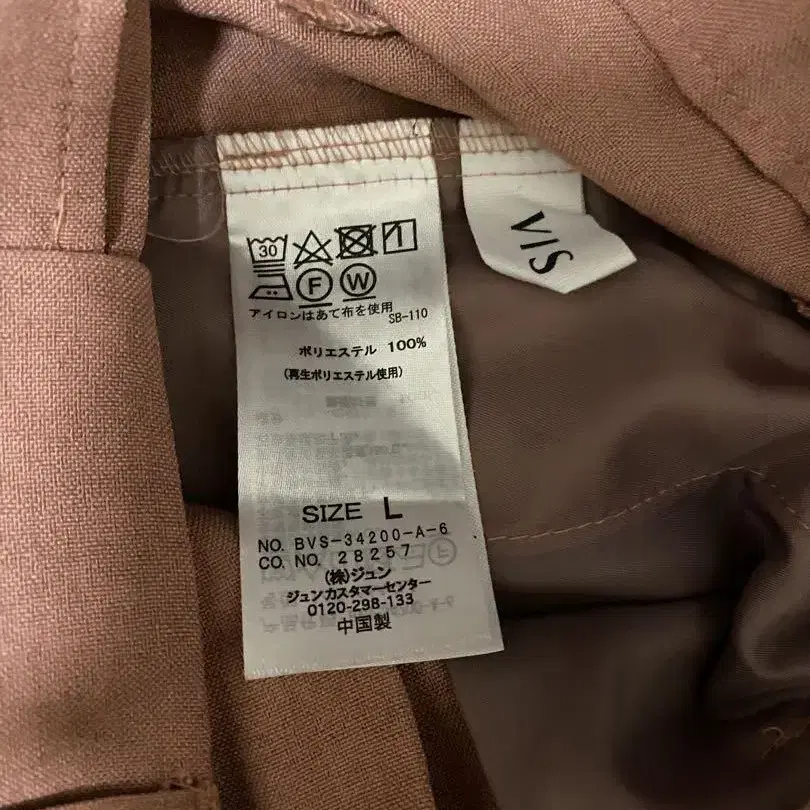 30
F W
アイロンはあて布を使用
SB-110
ポリエステル 100%
(再生ポリエステル使用)
SIZE L
NO. BVS-34200-A-6
CO. NO. 28257
(株)ジュン
ジュンカスタマーセンター
0120-298-133
中国製
V/S